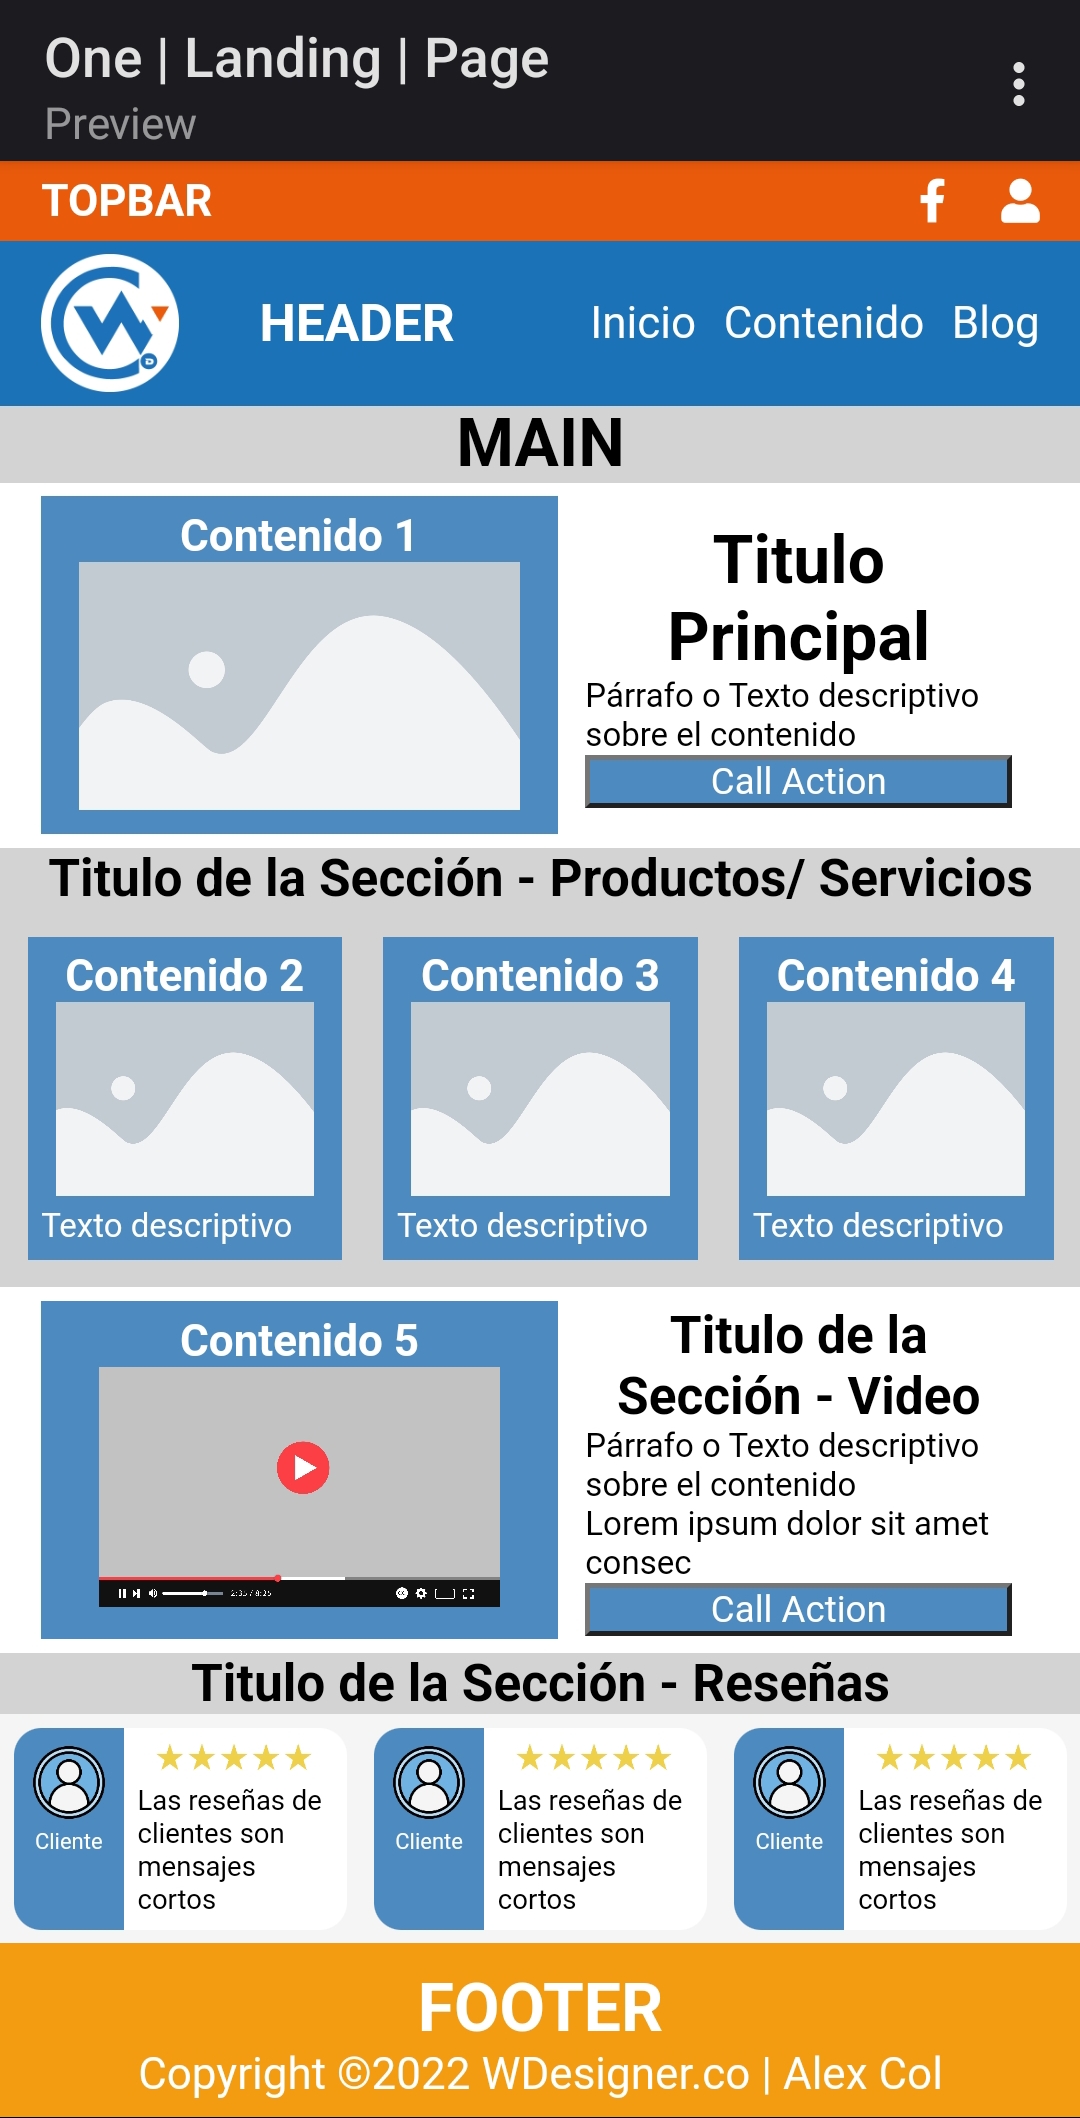 One | Landing | Page
Preview
TOPBAR
HEADER
Inicio Contenido Blog
MAIN
Contenido 1
Titulo
Principal
Párrafo o Texto descriptivo
sobre el contenido
Call Action
Titulo de la Sección - Productos/ Servicios
Contenido 2
Texto descriptivo
Contenido 3
Texto descriptivo
Contenido 4
Texto descriptivo
Contenido 5
2:35 / 8:25
Titulo de la
Sección - Video
Párrafo o Texto descriptivo
sobre el contenido
Lorem ipsum dolor sit amet
consec
Call Action
Titulo de la Sección - Reseñas
Cliente
Las reseñas de
clientes son
mensajes
cortos
Cliente
Las reseñas de
clientes son
mensajes
cortos
Cliente
Las reseñas de
clientes son
mensajes
cortos
FOOTER
Copyright ©2022 WDesigner.co | Alex Col